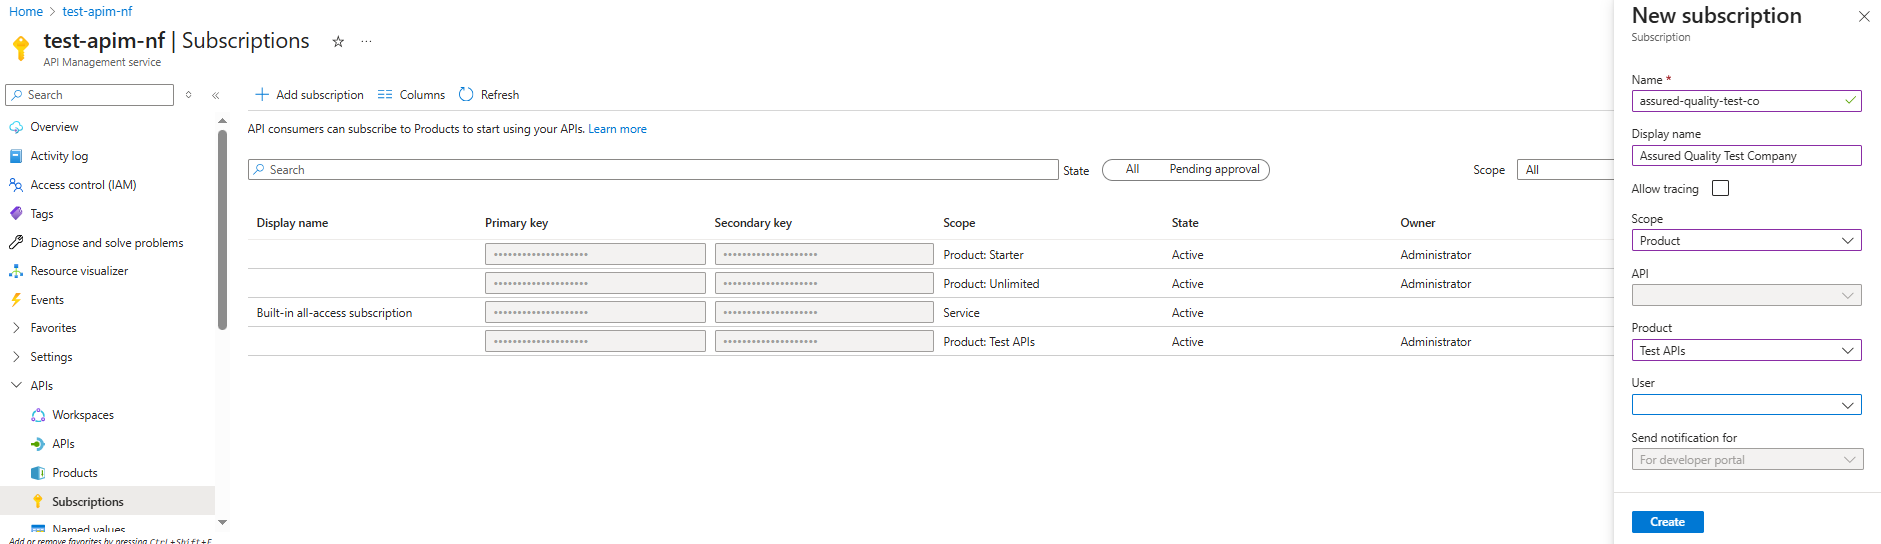 Home > test-apim-nf
test-apim-nf | Subscriptions
API Management service
Search
Overview
Activity log
Access control (IAM)
Tags
Diagnose and solve problems
Resource visualizer
Events
Favorites
Settings
APIs
Workspaces
APIs
Products
Subscriptions
Named values
Add or remove favorites by pressing Ctrl+Shift+F
Add subscription Columns Refresh
API consumers can subscribe to Products to start using your APIs. Learn more
Search State All Pending approval Scope All
Display name Primary key Secondary key Scope State Owner
Product: Starter Active Administrator
Product: Unlimited Active Administrator
Built-in all-access subscription Service Active
Product: Test APIs Active Administrator
New subscription
Subscription
Name *
assured-quality-test-co
Display name
Assured Quality Test Company
Allow tracing
Scope
Product
API
Product
Test APIs
User
Send notification for
For developer portal
Create